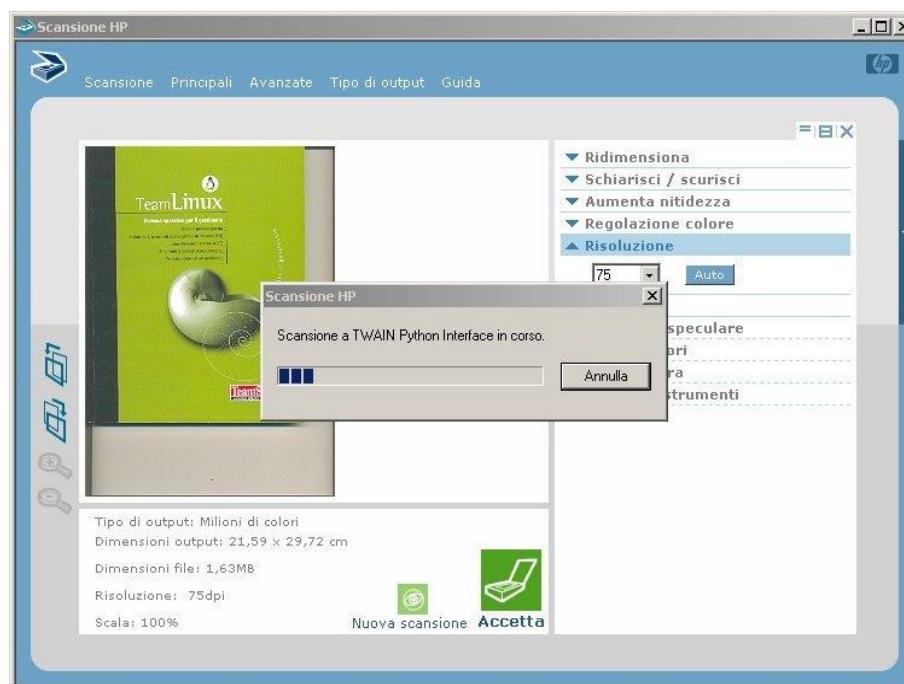 Scansione HP
Scansione Principali Avanzate Tipo di output Guida
hp
TeamLinux
Ridimensiona
Schiarisci / scurisci
Aumenta nitidezza
Regolazione colore
Risoluzione
75 Auto
Scansione HP
Scansione a TWAIN Python Interface in corso.
Annulla
speculare
ori
ra
strumenti
Tipo di output: Milioni di colori
Dimensioni output: 21,59 x 29,72 cm
Dimensioni file: 1,63MB
Risoluzione: 75dpi
Scala: 100%
Nuova scansione Accetta